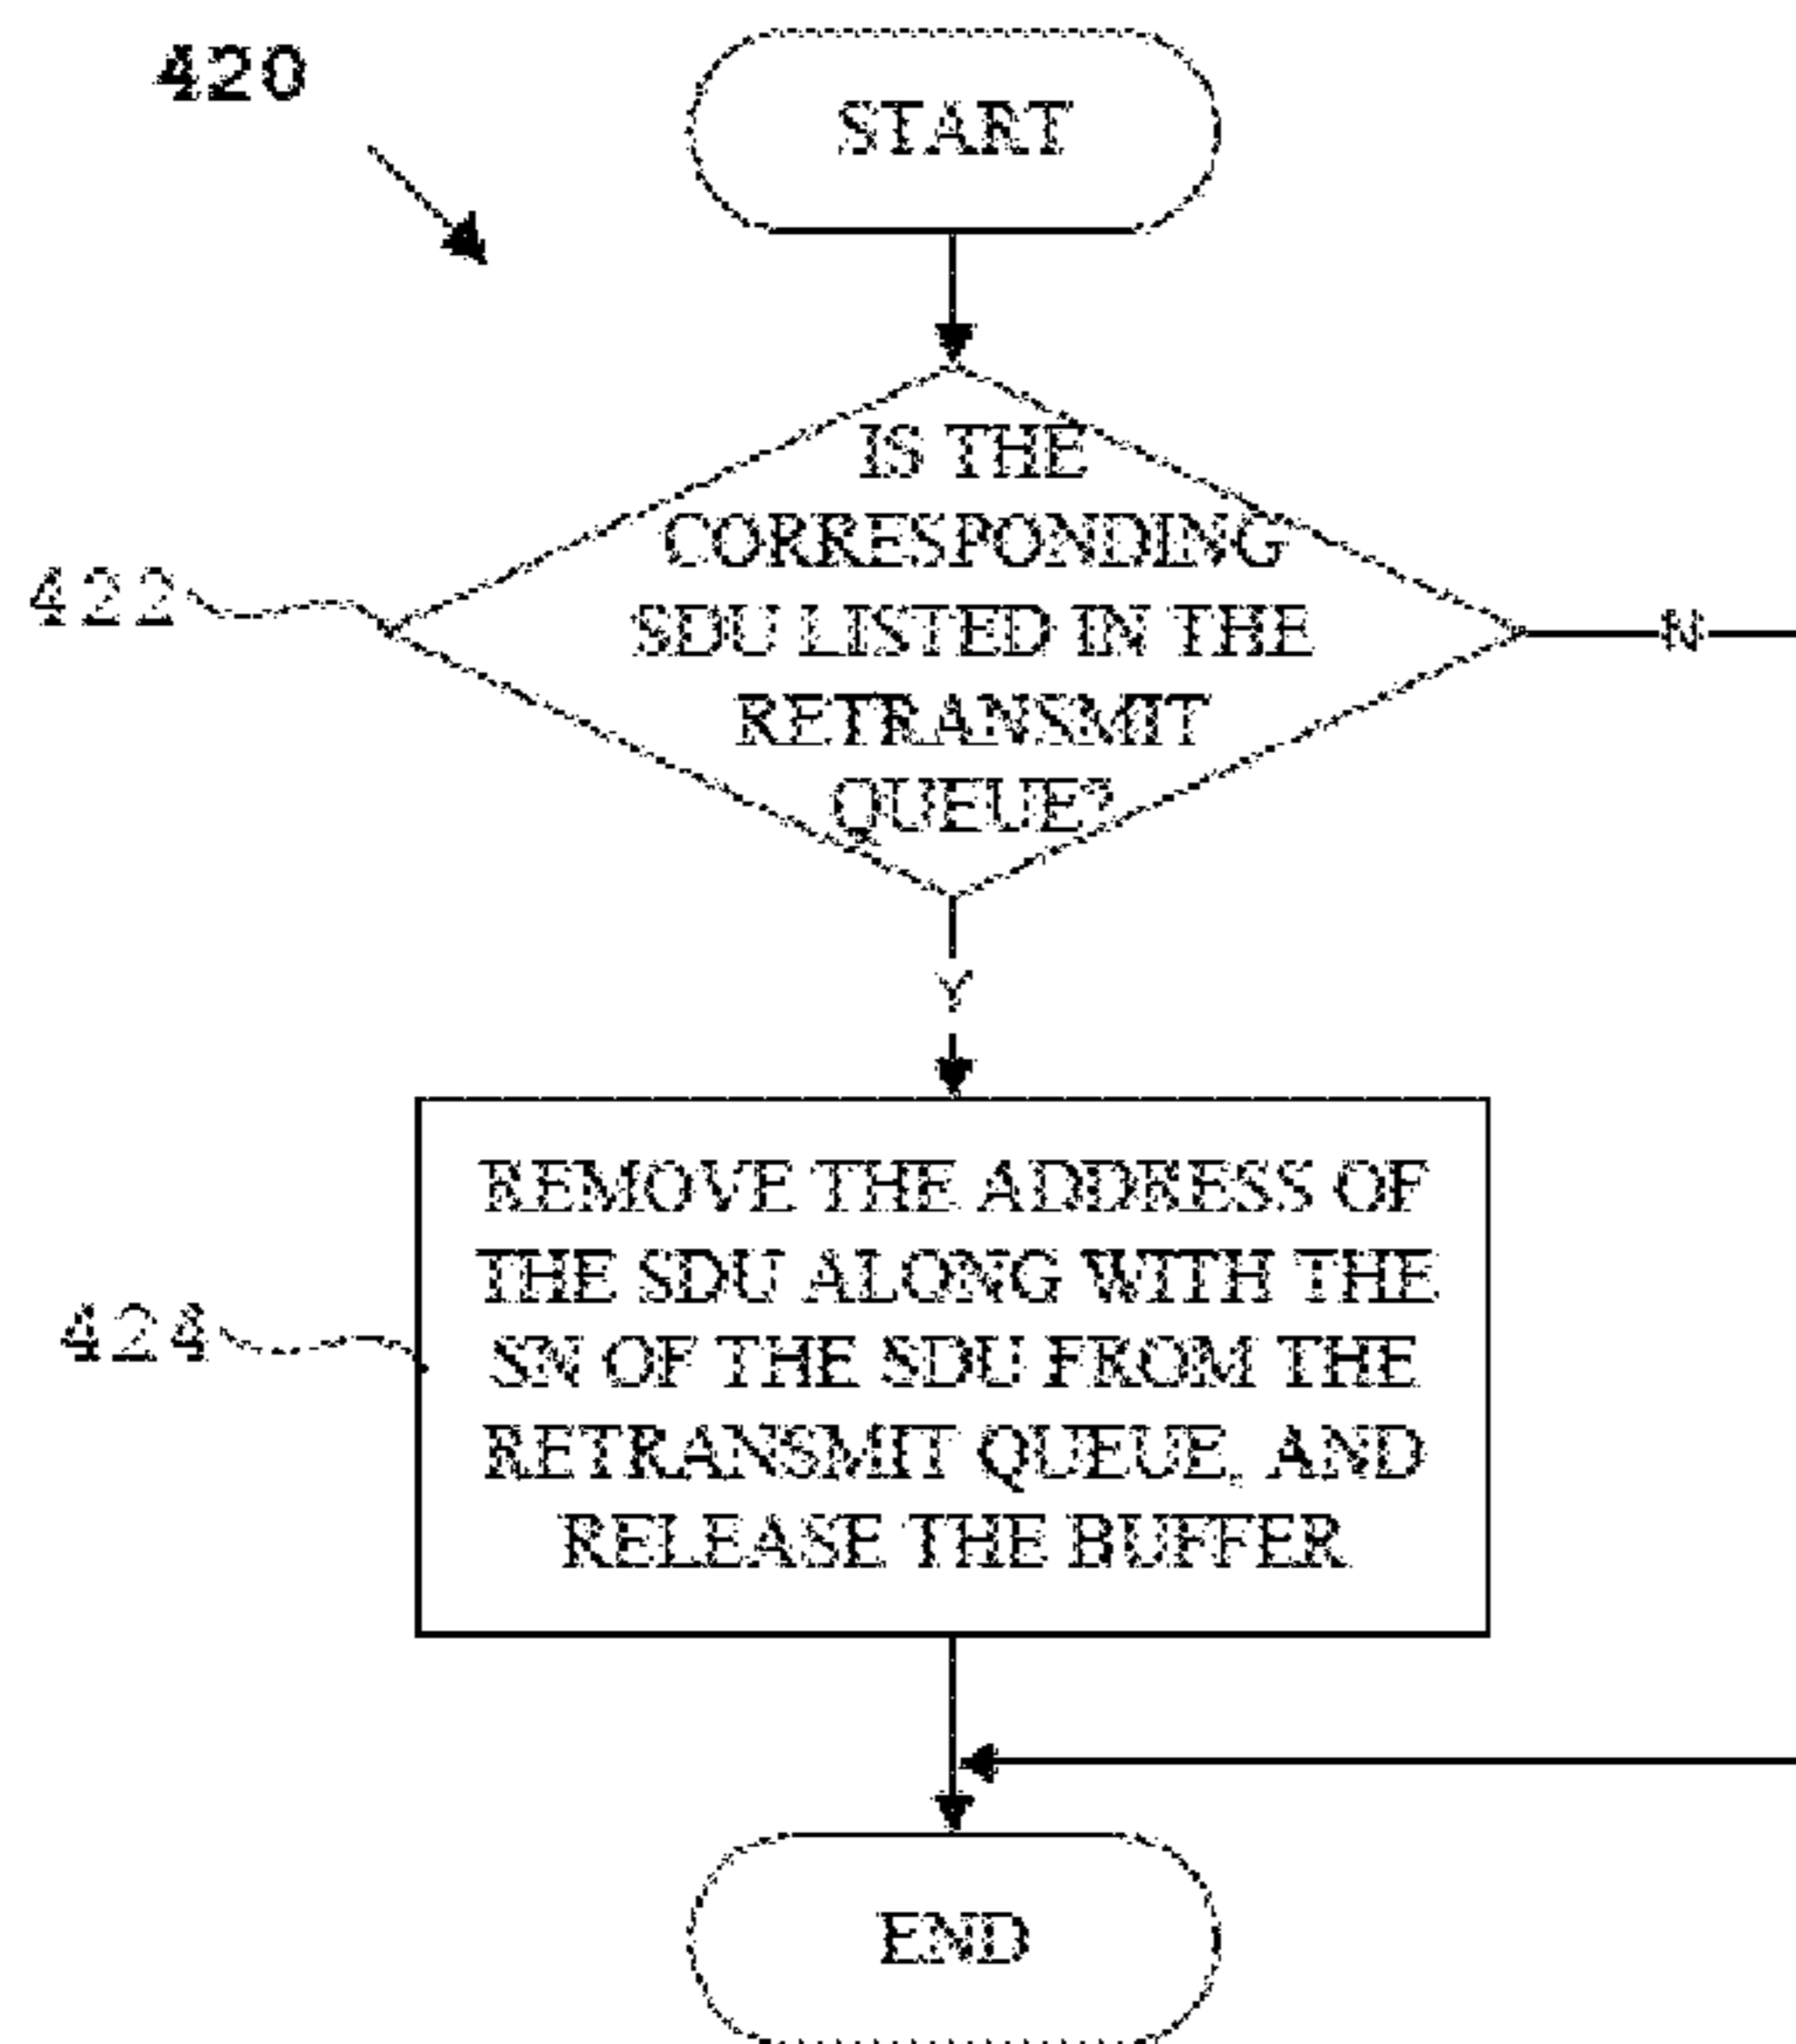 420
START
IS THE
CORRESPONDING
422
SDU LISTED IN THE
N
RETRANSMIT
QUEUE?
Y
REMOVE THE ADDRESS OF
THE SDU ALONG WITH THE
424
SN OF THE SDU FROM THE
RETRANSMIT QUEUE, AND
RELEASE THE BUFFER
END